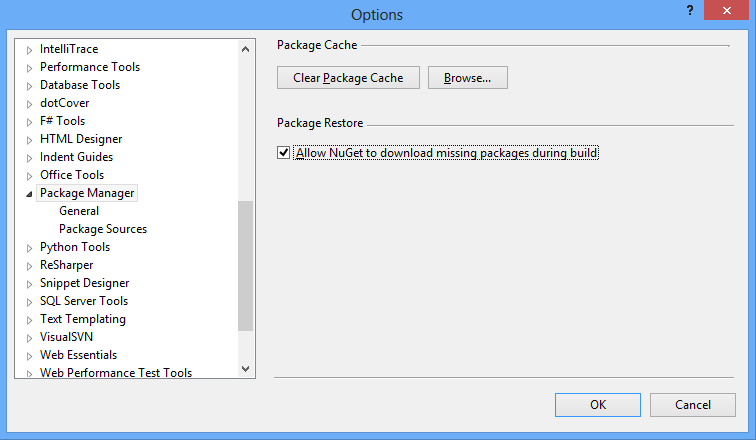 Options
?
IntelliTrace
Performance Tools
Database Tools
dotCover
F# Tools
HTML Designer
Indent Guides
Office Tools
Package Manager
General
Package Sources
Python Tools
ReSharper
Snippet Designer
SQL Server Tools
Text Templating
VisualSVN
Web Essentials
Web Performance Test Tools
Package Cache
Clear Package Cache
Browse...
Package Restore
Allow NuGet to download missing packages during build
OK
Cancel